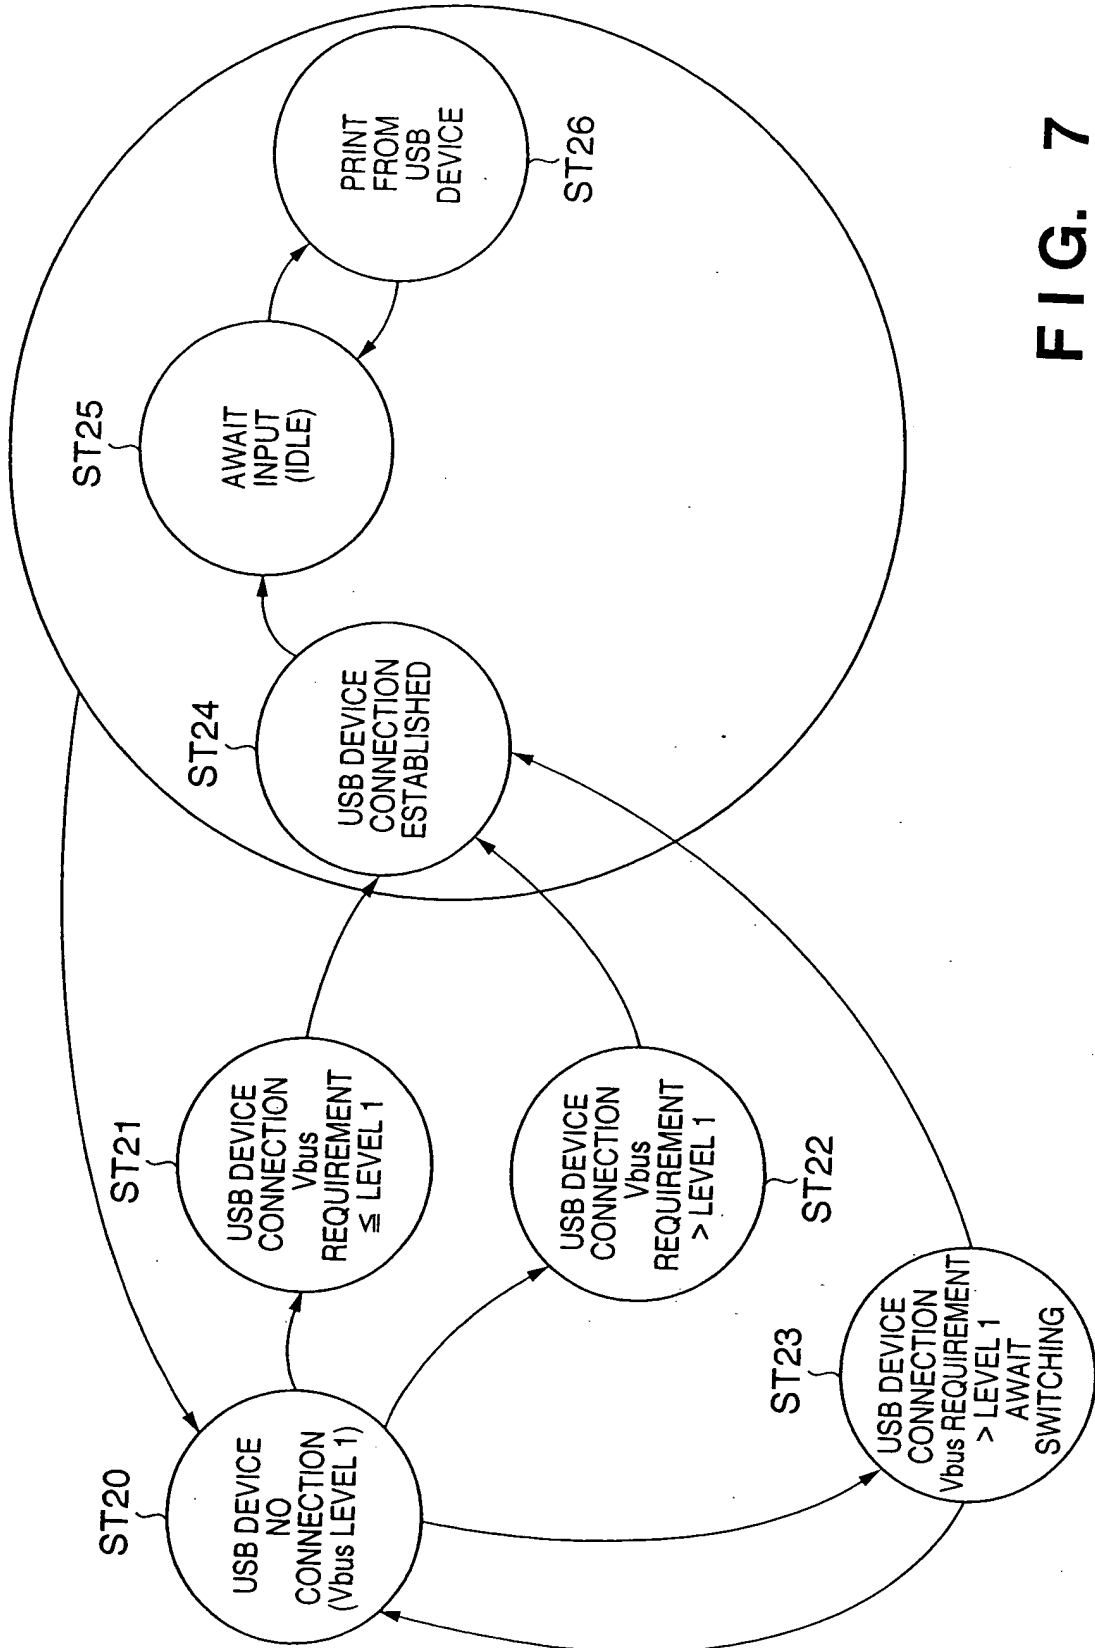 ST20
USB DEVICE
NO
CONNECTION
(Vbus LEVEL 1)
ST21
USB DEVICE
CONNECTION
Vbus
REQUIREMENT
≦ LEVEL 1
ST22
USB DEVICE
CONNECTION
Vbus
REQUIREMENT
> LEVEL 1
ST23
USB DEVICE
CONNECTION
Vbus REQUIREMENT
> LEVEL 1
AWAIT
SWITCHING
ST24
USB DEVICE
CONNECTION
ESTABLISHED
ST25
AWAIT
INPUT
(IDLE)
ST26
PRINT
FROM
USB
DEVICE
FIG. 7